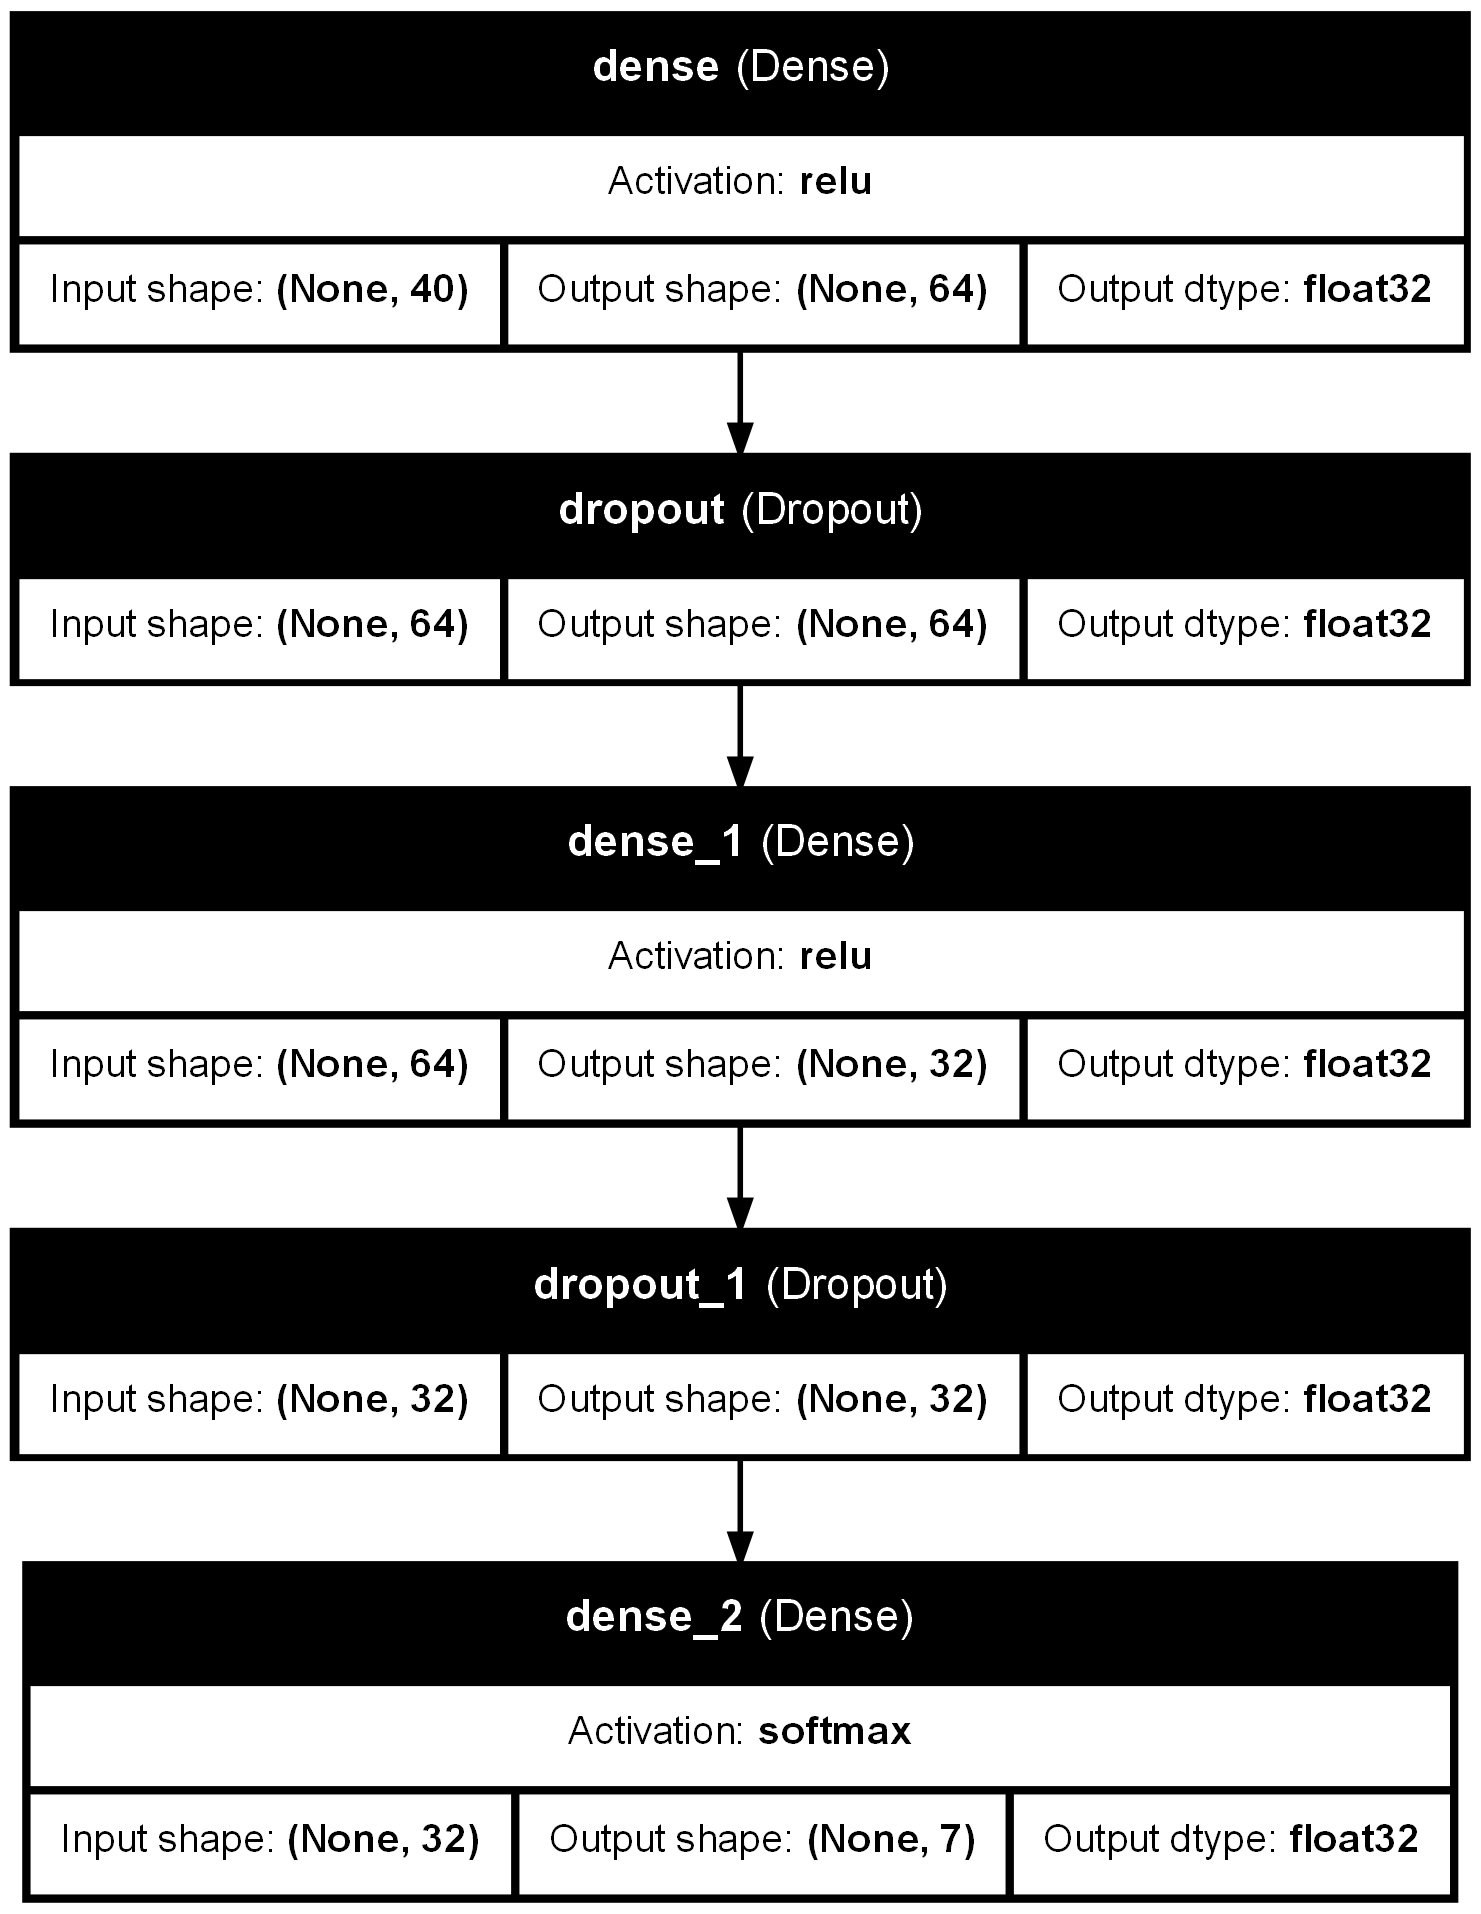 dense (Dense)
Activation: relu
Input shape: (None, 40) Output shape: (None, 64) Output dtype: float32
dropout (Dropout)
Input shape: (None, 64) Output shape: (None, 64) Output dtype: float32
dense_1 (Dense)
Activation: relu
Input shape: (None, 64) Output shape: (None, 32) Output dtype: float32
dropout_1 (Dropout)
Input shape: (None, 32) Output shape: (None, 32) Output dtype: float32
dense_2 (Dense)
Activation: softmax
Input shape: (None, 32) Output shape: (None, 7) Output dtype: float32